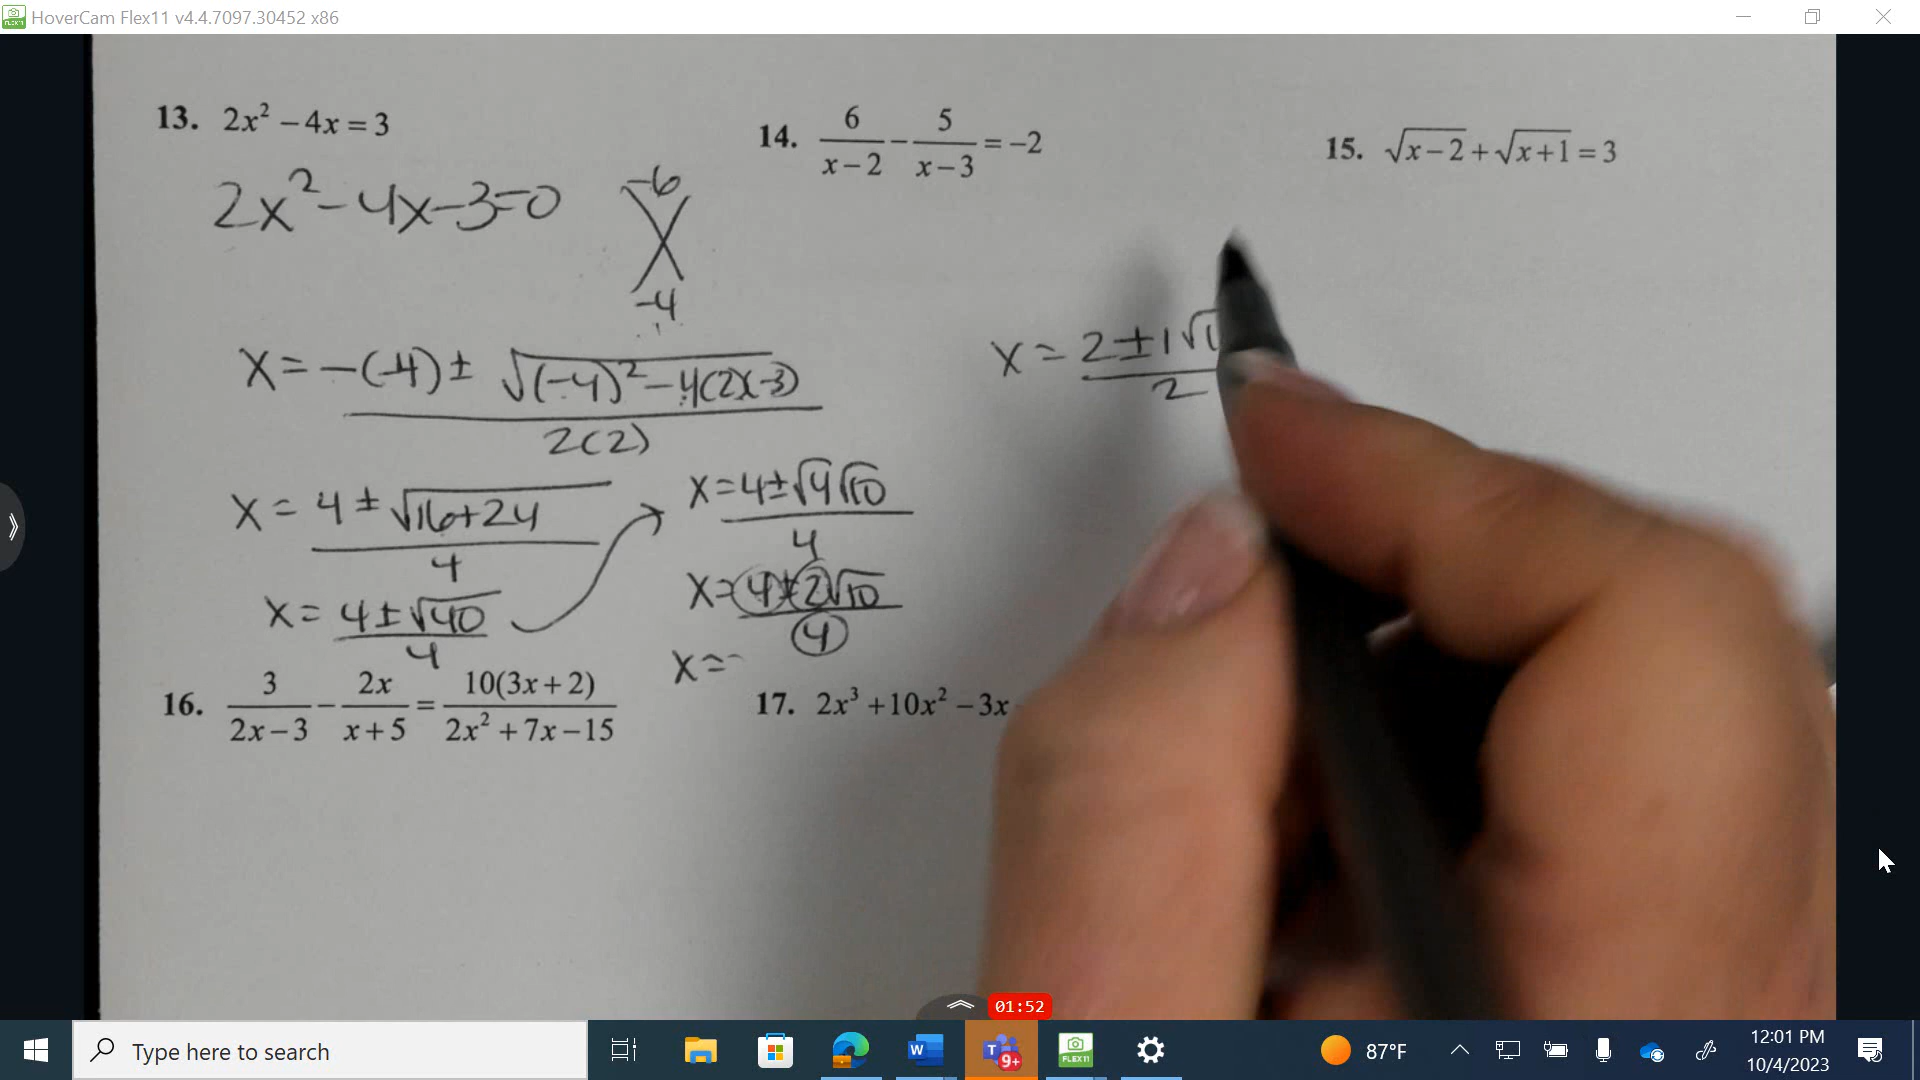 HoverCam Flex11 v4.4.7097.30452 x86
13. 2x² − 4x = 3
14. 6/(x − 2) − 5/(x − 3) = −2
15. √(x − 2) + √(x + 1) = 3
2x² − 4x − 3 = 0
−6
−4
x = −(−4) ± √((−4)² − 4(2)(−3)) / 2(2)
x = 2 ± 1√1 / 2
x = 4 ± √(16 + 24) / 4
x = 4 ± √4√10 / 4
x = 4 ± √40 / 4
x = 4 ± 2√10 / 4
x =
16. 3/(2x − 3) − 2x/(x + 5) = 10(3x + 2)/(2x² + 7x − 15)
17. 2x³ + 10x² − 3x
01:52
Type here to search
W
T
9+
FLEX11
87°F
12:01 PM
10/4/2023